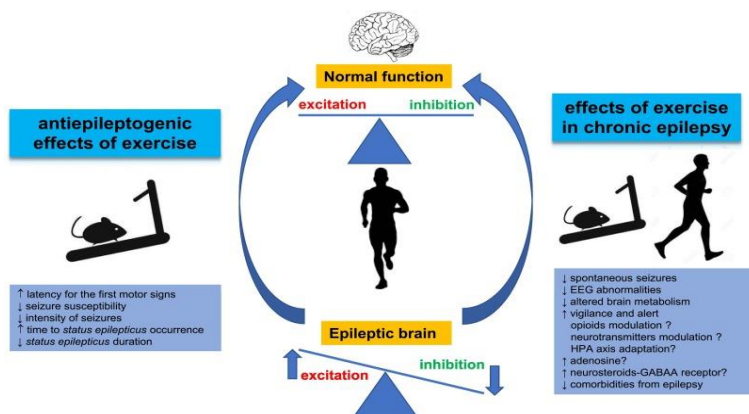 Normal function
excitation inhibition
antiepileptogenic
effects of exercise
↑ latency for the first motor signs
↓ seizure susceptibility
↓ intensity of seizures
↑ time to status epilepticus occurrence
↓ status epilepticus duration
effects of exercise
in chronic epilepsy
↓ spontaneous seizures
↓ EEG abnormalities
↓ altered brain metabolism
↑ vigilance and alert
opioids modulation ?
neurotransmitters modulation ?
HPA axis adaptation?
↑ adenosine?
↑ neurosteroids-GABAA receptor?
↓ comorbidities from epilepsy
Epileptic brain
excitation
inhibition